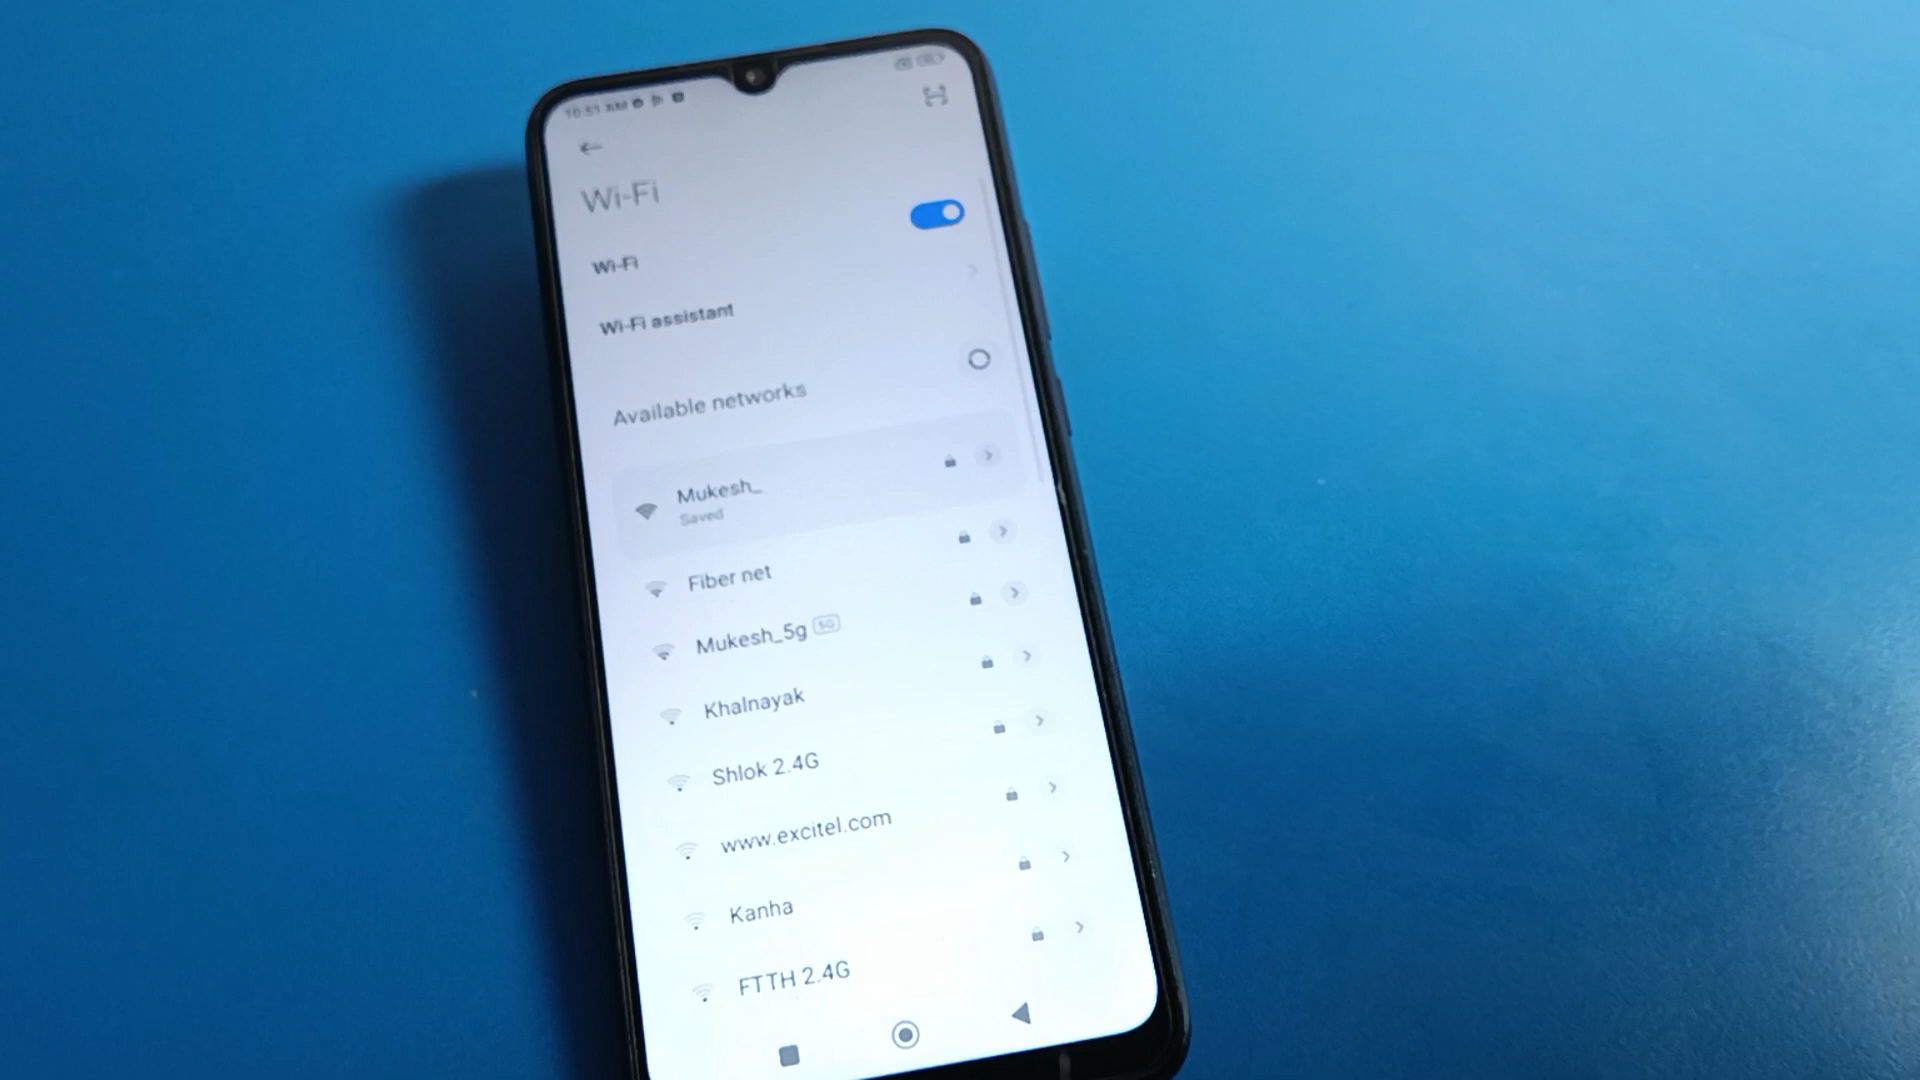 10:51 AM
Wi-Fi
Wi-Fi
Wi-Fi assistant
Available networks
Mukesh_
Saved
Fiber net
Mukesh_5g 5G
Khalnayak
Shlok 2.4G
www.excitel.com
Kanha
FTTH 2.4G